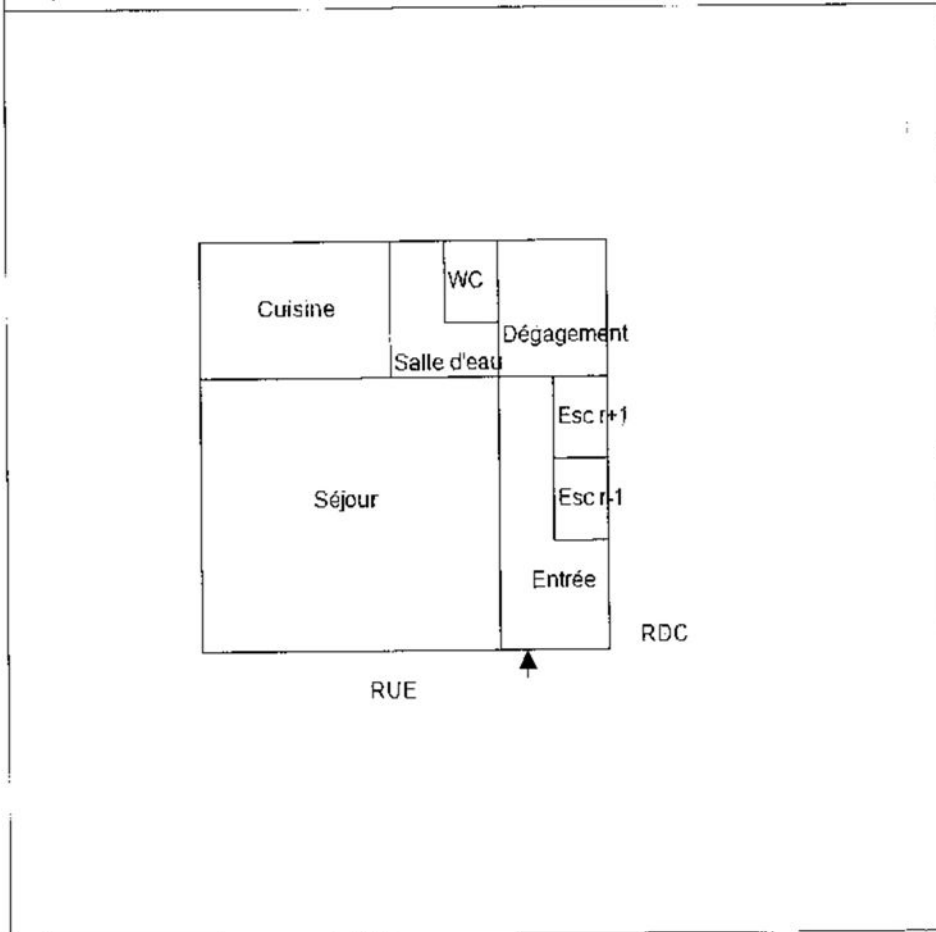 WC
Cuisine
Dégagement
Salle d'eau
Esc r+1
Séjour
Esc r-1
Entrée
RDC
RUE